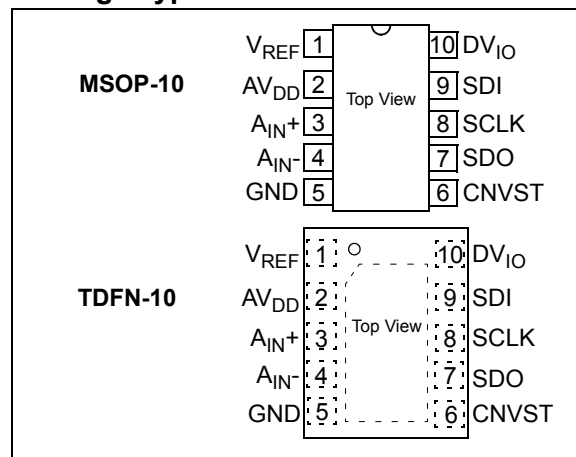 V_REF 1 10 DV_IO
MSOP-10 AV_DD 2 Top View 9 SDI
A_IN+ 3 8 SCLK
A_IN- 4 7 SDO
GND 5 6 CNVST
V_REF 1 10 DV_IO
TDFN-10 AV_DD 2 9 SDI
A_IN+ 3 Top View 8 SCLK
A_IN- 4 7 SDO
GND 5 6 CNVST